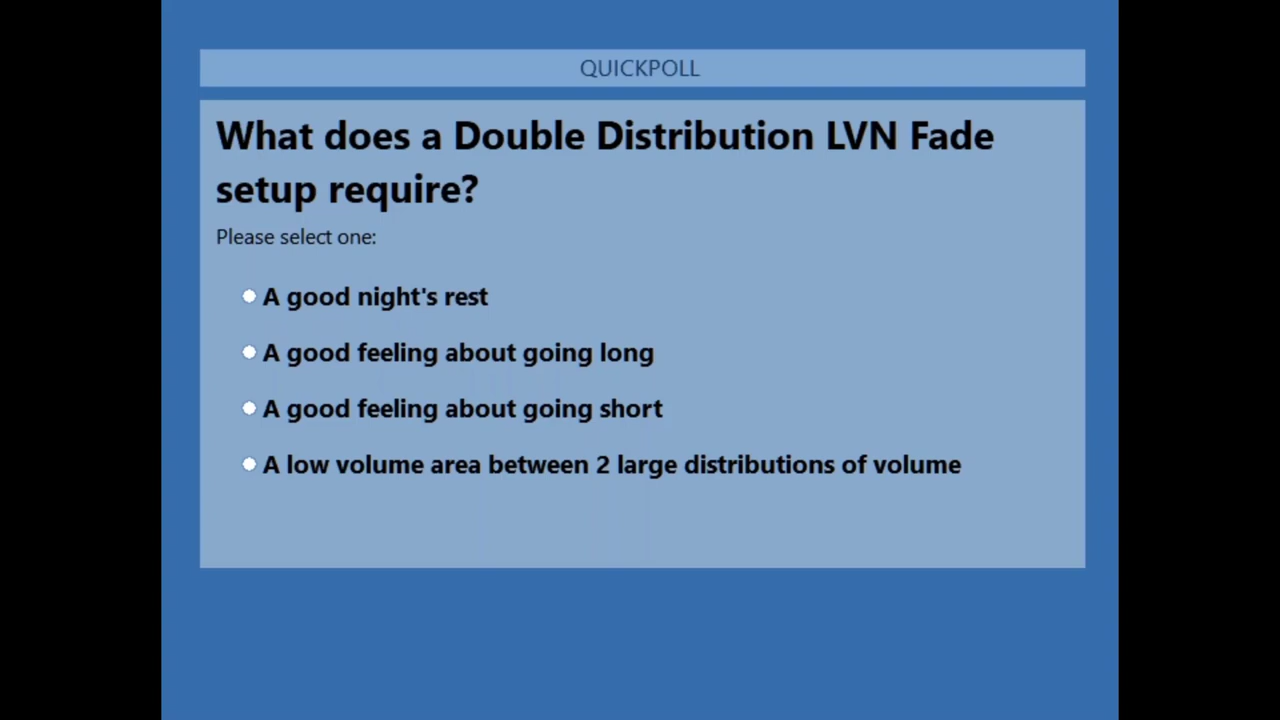 QUICKPOLL
What does a Double Distribution LVN Fade
setup require?
Please select one:
A good night's rest
A good feeling about going long
A good feeling about going short
A low volume area between 2 large distributions of volume